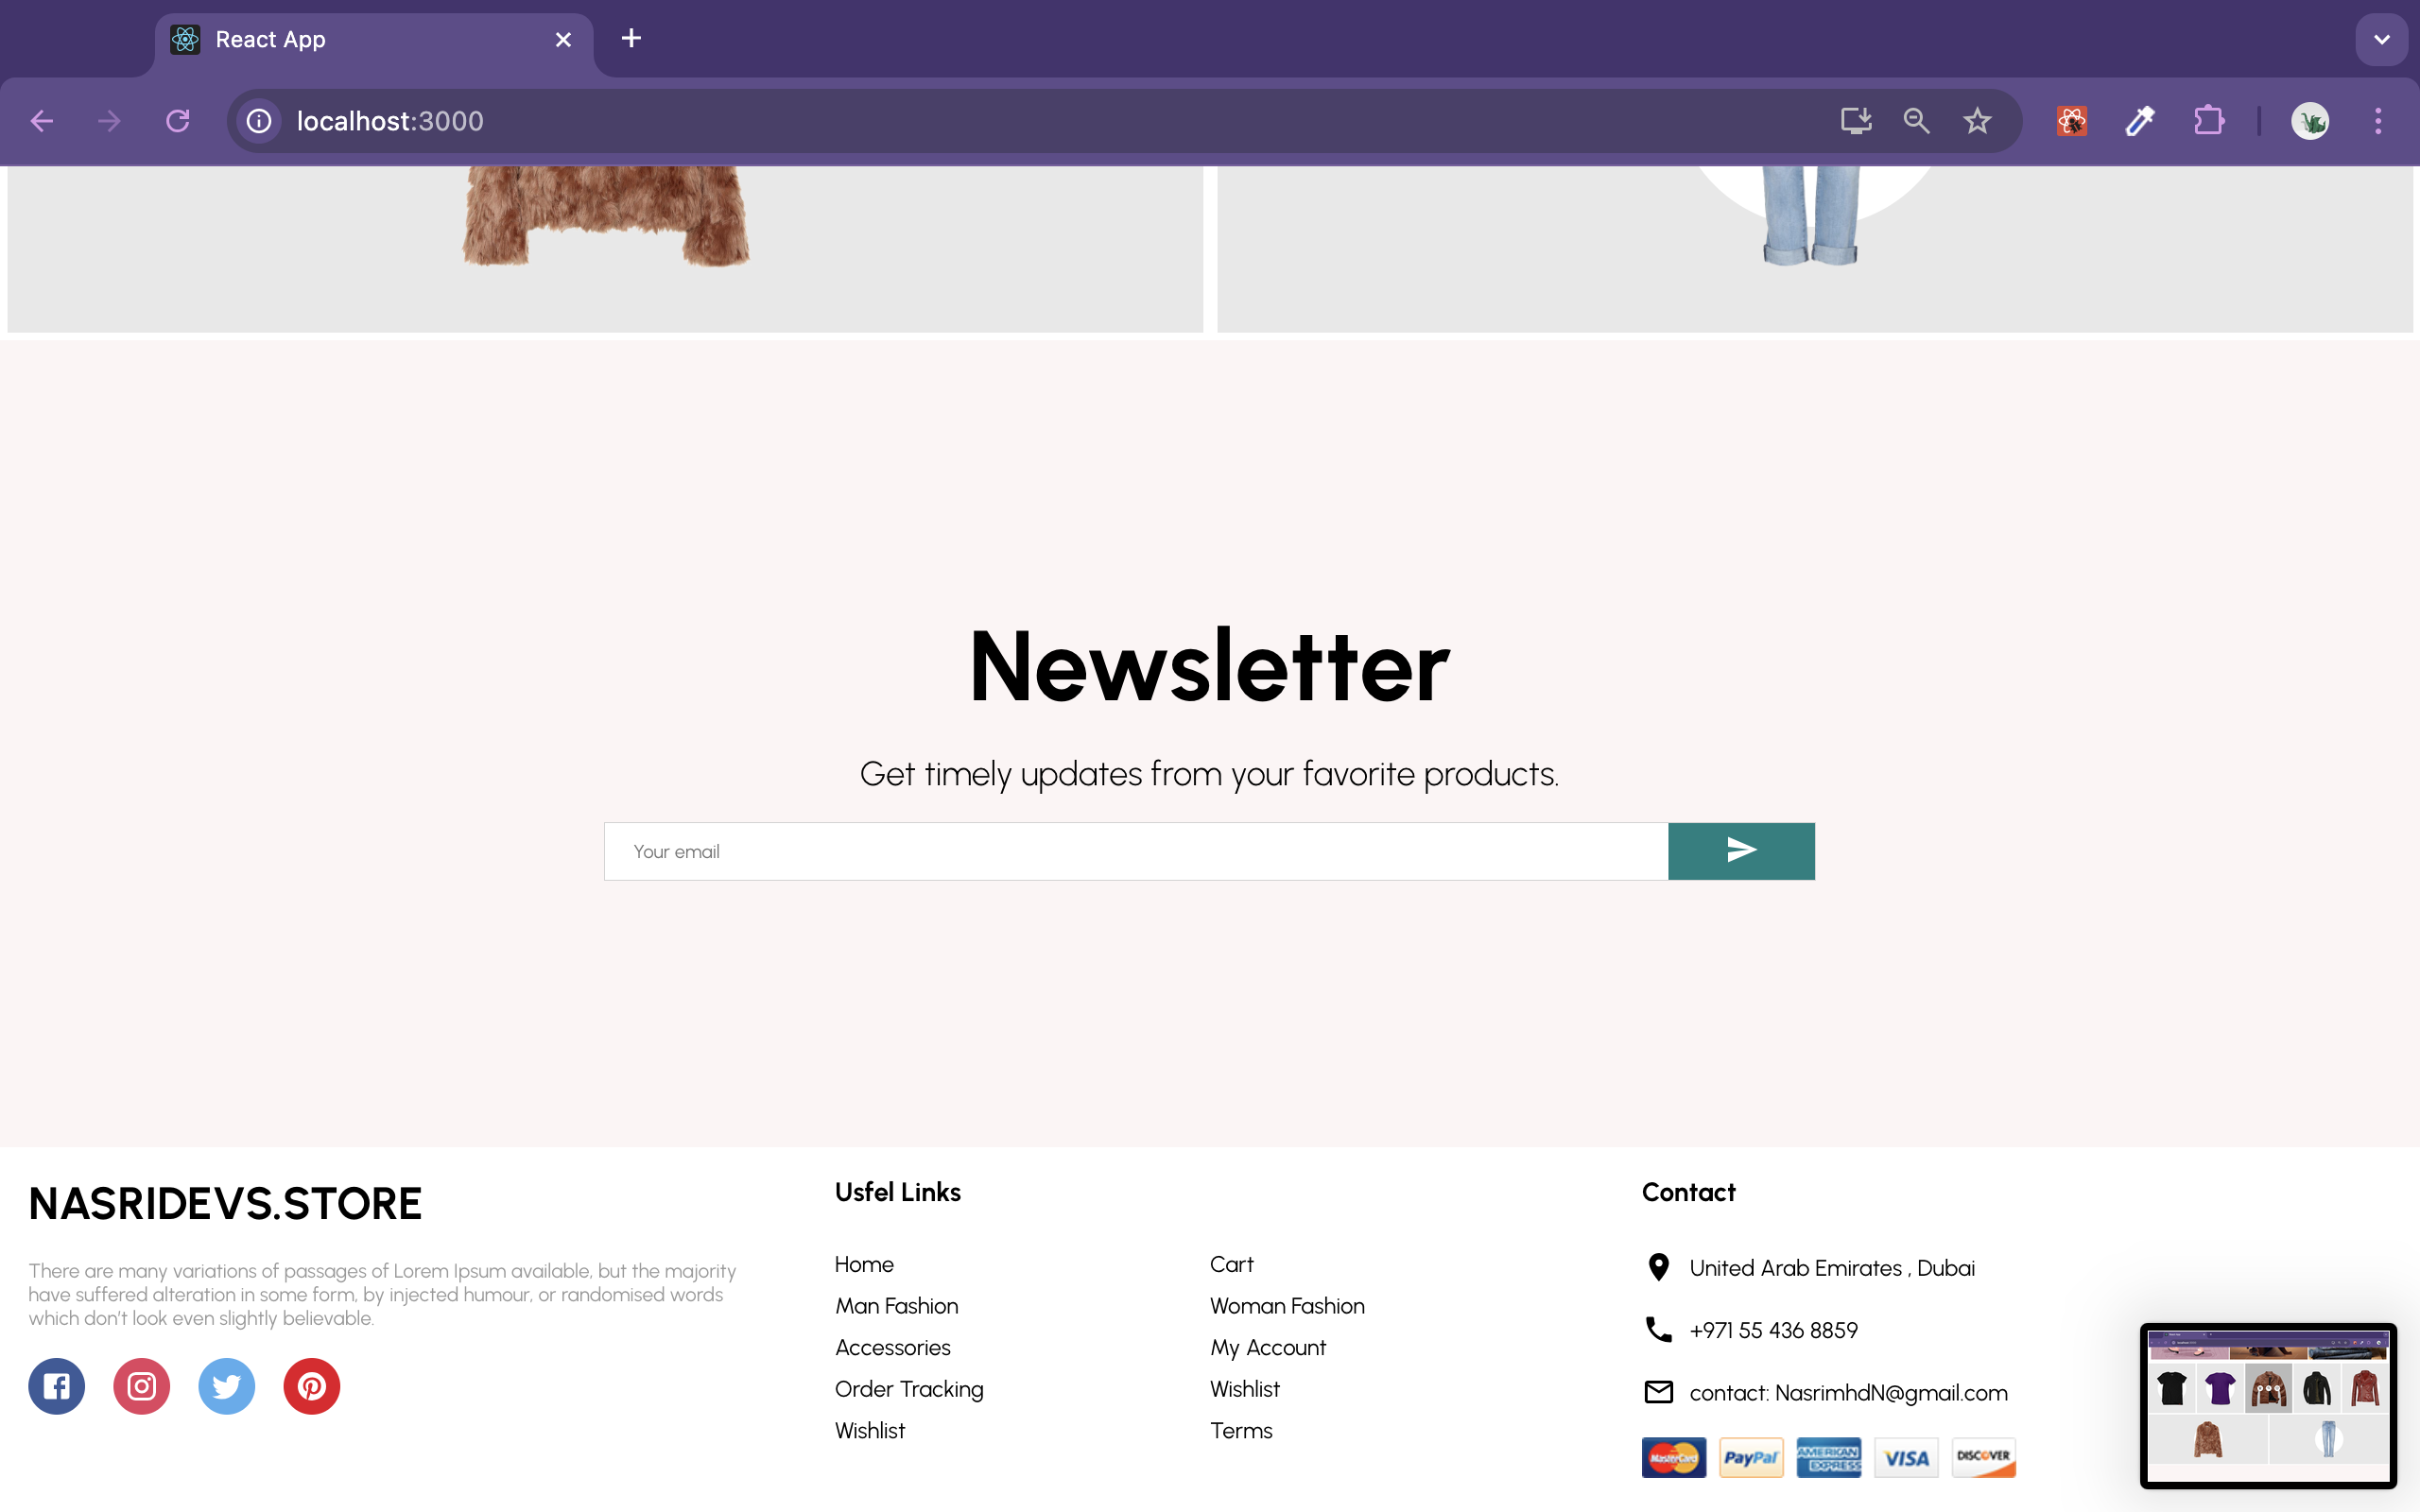 React App
localhost:3000
Newsletter
Get timely updates from your favorite products.
Your email
NASRIDEVS.STORE
There are many variations of passages of Lorem Ipsum available, but the majority
have suffered alteration in some form, by injected humour, or randomised words
which don’t look even slightly believable.
Usfel Links
Home
Man Fashion
Accessories
Order Tracking
Wishlist
Cart
Woman Fashion
My Account
Wishlist
Terms
Contact
United Arab Emirates , Dubai
+971 55 436 8859
contact: NasrimhdN@gmail.com
MasterCard
PayPal
AMERICAN
EXPRESS
VISA
DISCOVER